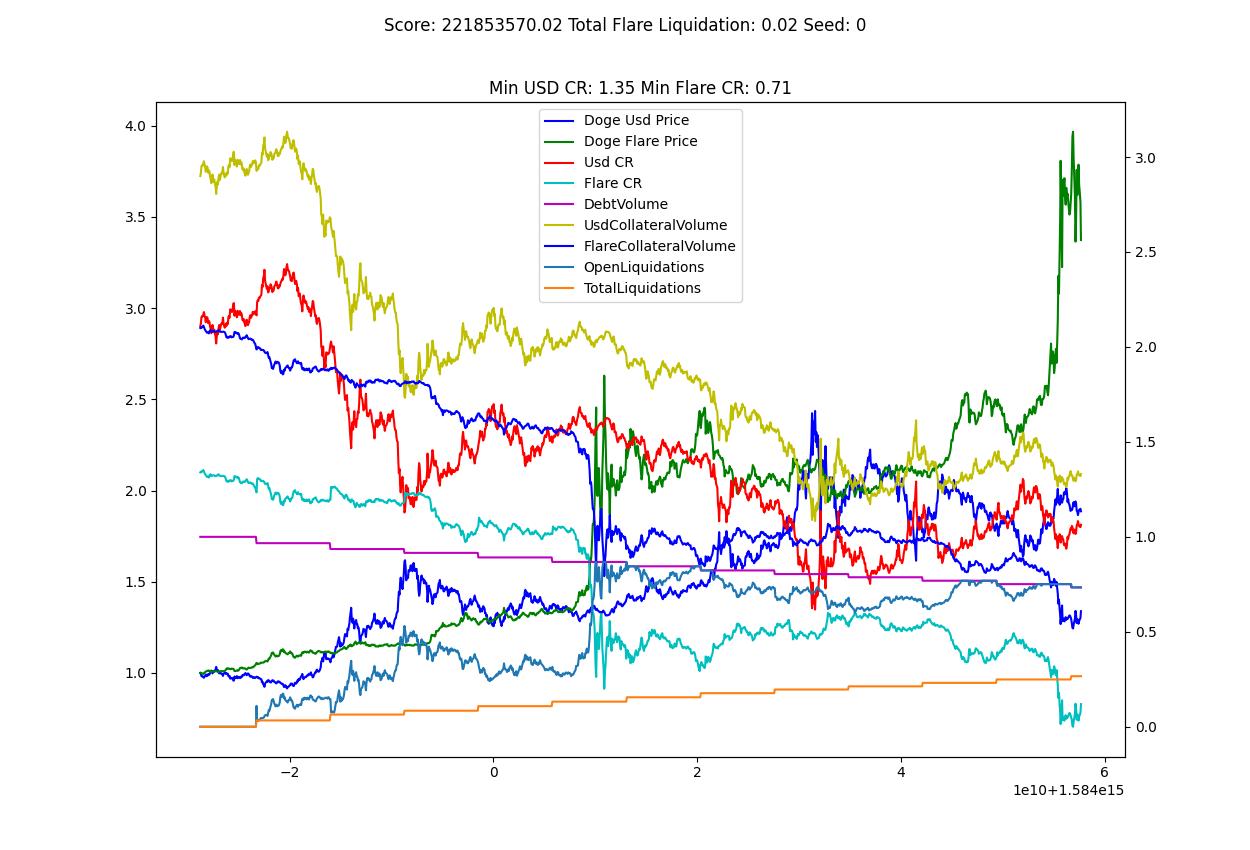 Score: 221853570.02 Total Flare Liquidation: 0.02 Seed: 0
Min USD CR: 1.35 Min Flare CR: 0.71
Doge Usd Price
Doge Flare Price
Usd CR
Flare CR
DebtVolume
UsdCollateralVolume
FlareCollateralVolume
OpenLiquidations
TotalLiquidations
4.0
3.5
3.0
2.5
2.0
1.5
1.0
3.0
2.5
2.0
1.5
1.0
0.5
0.0
−2
0
2
4
6
1e10+1.584e15